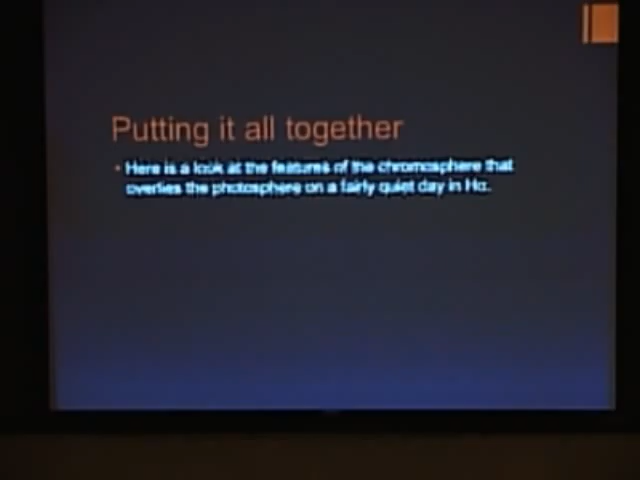 Putting it all together
Here is a look at the features of the chromosphere that
overlies the photosphere on a fairly quiet day in Hα.